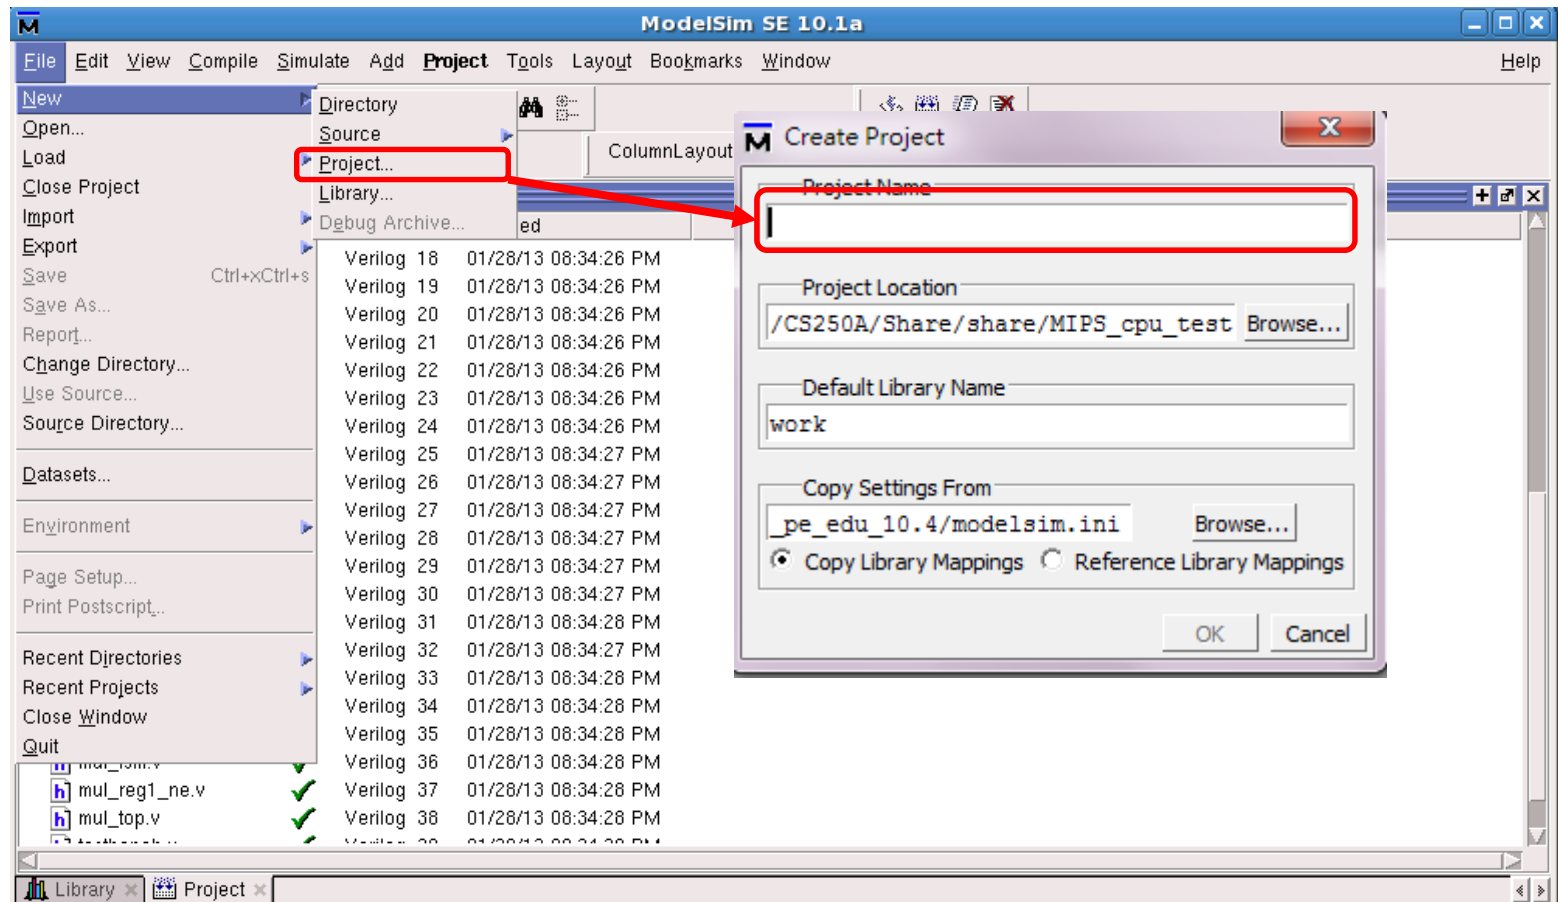 ModelSim SE 10.1a
File Edit View Compile Simulate Add Project Tools Layout Bookmarks Window Help
New
Open...
Load
Close Project
Import
Export
Save Ctrl+xCtrl+s
Save As...
Report...
Change Directory...
Use Source...
Source Directory...
Datasets...
Environment
Page Setup...
Print Postscript...
Recent Directories
Recent Projects
Close Window
Quit
Directory
Source
Project...
Library...
Debug Archive...
ColumnLayout
ed
Verilog 18 01/28/13 08:34:26 PM
Verilog 19 01/28/13 08:34:26 PM
Verilog 20 01/28/13 08:34:26 PM
Verilog 21 01/28/13 08:34:26 PM
Verilog 22 01/28/13 08:34:26 PM
Verilog 23 01/28/13 08:34:26 PM
Verilog 24 01/28/13 08:34:26 PM
Verilog 25 01/28/13 08:34:27 PM
Verilog 26 01/28/13 08:34:27 PM
Verilog 27 01/28/13 08:34:27 PM
Verilog 28 01/28/13 08:34:27 PM
Verilog 29 01/28/13 08:34:27 PM
Verilog 30 01/28/13 08:34:27 PM
Verilog 31 01/28/13 08:34:28 PM
Verilog 32 01/28/13 08:34:27 PM
Verilog 33 01/28/13 08:34:28 PM
Verilog 34 01/28/13 08:34:28 PM
Verilog 35 01/28/13 08:34:28 PM
Verilog 36 01/28/13 08:34:28 PM
mul_reg1_ne.v Verilog 37 01/28/13 08:34:28 PM
mul_top.v Verilog 38 01/28/13 08:34:28 PM
Library Project
Create Project
Project Name
Project Location
/CS250A/Share/share/MIPS_cpu_test Browse...
Default Library Name
work
Copy Settings From
_pe_edu_10.4/modelsim.ini Browse...
Copy Library Mappings Reference Library Mappings
OK Cancel